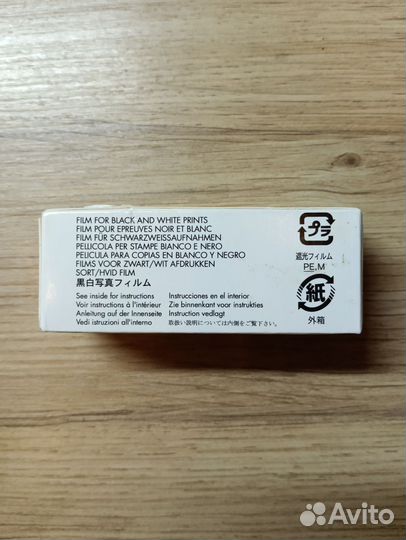 FILM FOR BLACK AND WHITE PRINTS
FILM POUR EPREUVES NOIR ET BLANC
FILM FÜR SCHWARZWEISSAUFNAHMEN
PELLICOLA PER STAMPE BIANCO E NERO
PELICULA PARA COPIAS EN BLANCO Y NEGRO
FILMS VOOR ZWART/WIT AFDRUKKEN
SORT/HVID FILM
黒白写真フィルム
See inside for instructions
Voir instructions à l'intérieur
Anleitung auf der Innenseite
Vedi istruzioni all'interno
Instrucciones en el interior
Zie binnenkant voor instrukties
Instruction vedlagt
取扱い説明については内側をご覧下さい。
プラ
遮光フィルム
PE.M
紙
外箱
Avito